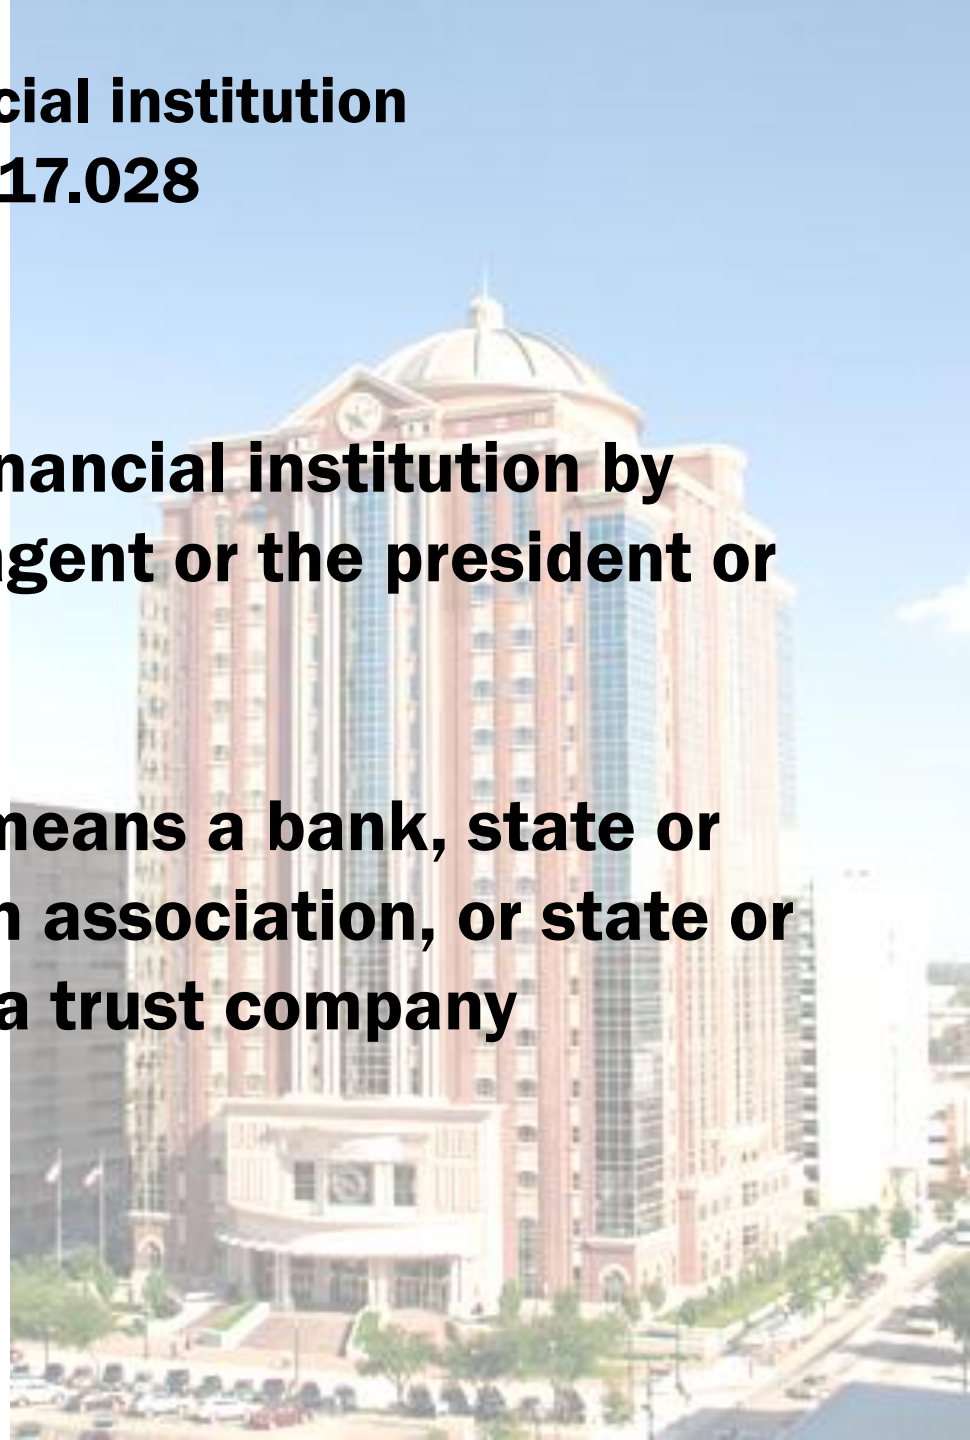 cial institution
17.028
nancial institution by
agent or the president or
means a bank, state or
n association, or state or
a trust company